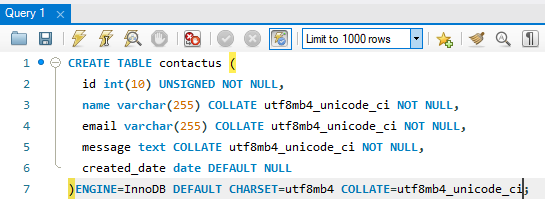 Query 1
Limit to 1000 rows
1 CREATE TABLE contactus (
2 id int(10) UNSIGNED NOT NULL,
3 name varchar(255) COLLATE utf8mb4_unicode_ci NOT NULL,
4 email varchar(255) COLLATE utf8mb4_unicode_ci NOT NULL,
5 message text COLLATE utf8mb4_unicode_ci NOT NULL,
6 created_date date DEFAULT NULL
7 )ENGINE=InnoDB DEFAULT CHARSET=utf8mb4 COLLATE=utf8mb4_unicode_ci;